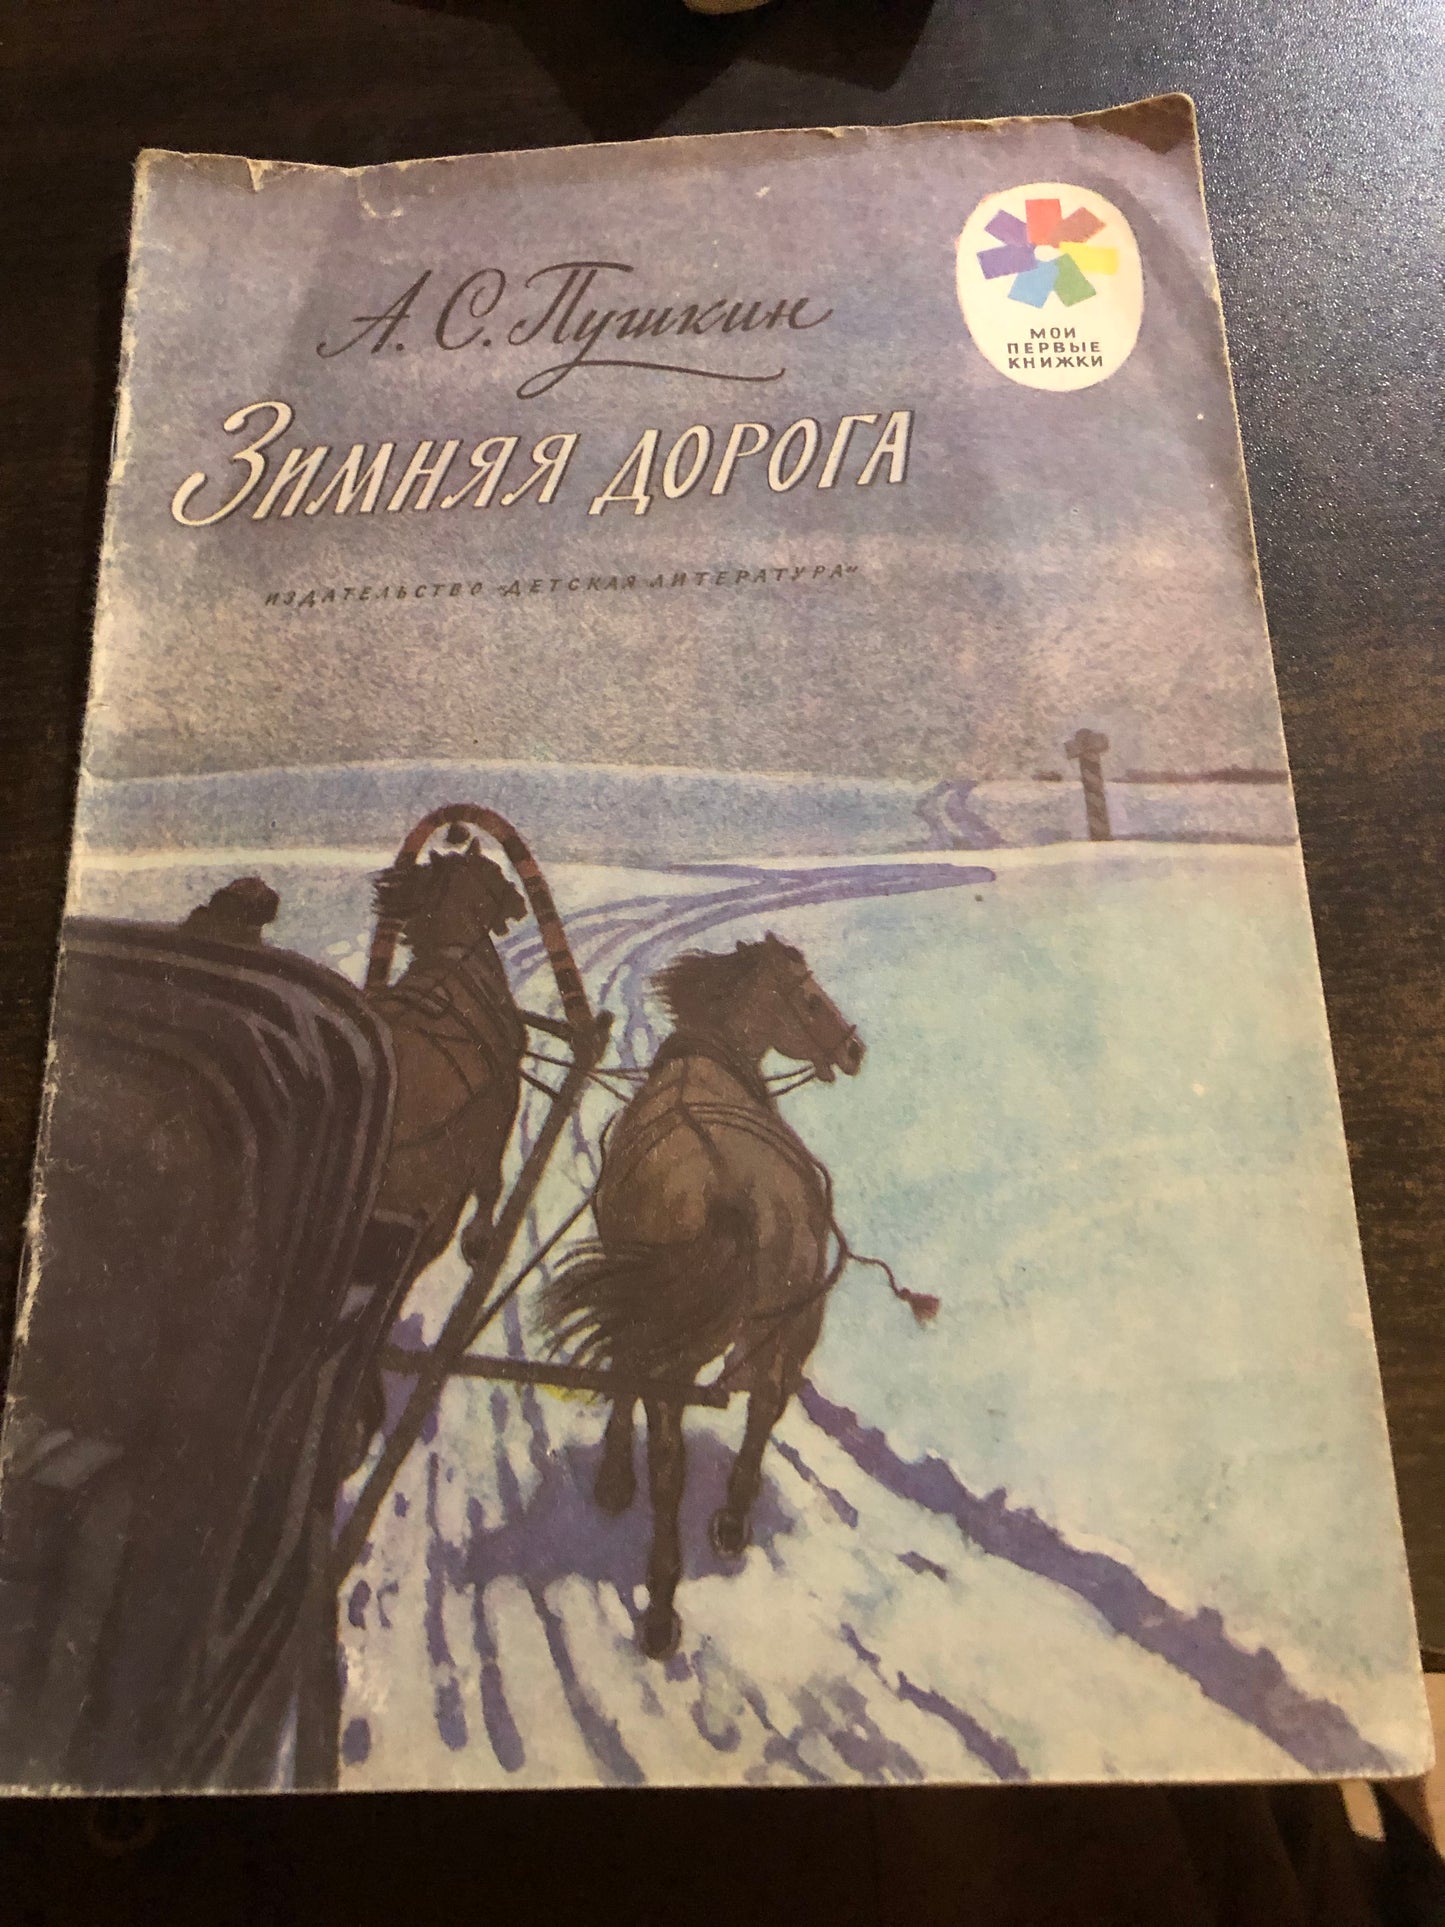 А. С. Пушкин
Зимняя дорога
ИЗДАТЕЛЬСТВО «ДЕТСКАЯ ЛИТЕРАТУРА»
МОИ
ПЕРВЫЕ
КНИЖКИ